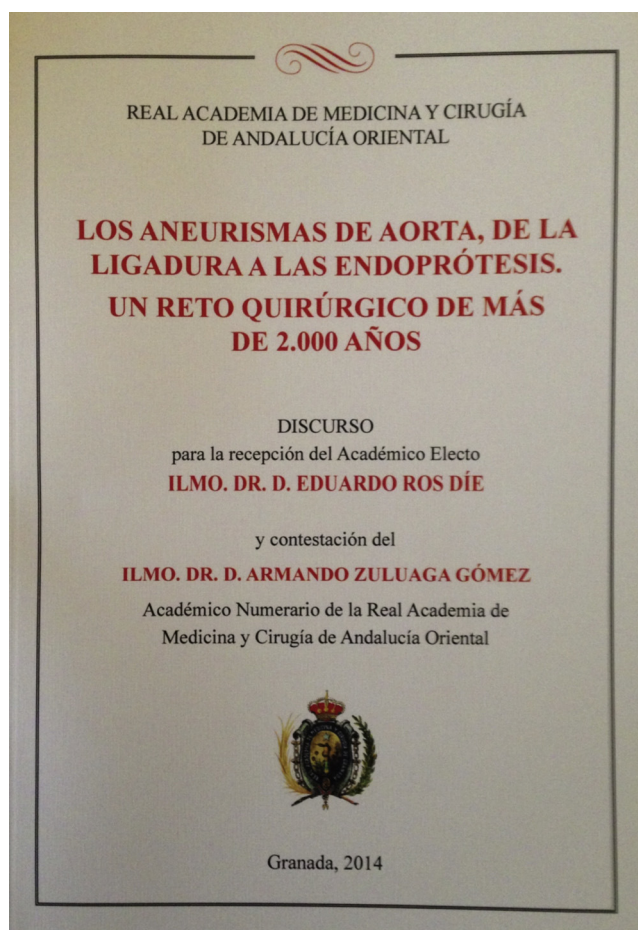 REAL ACADEMIA DE MEDICINA Y CIRUGÍA
DE ANDALUCÍA ORIENTAL
LOS ANEURISMAS DE AORTA, DE LA
LIGADURA A LAS ENDOPRÓTESIS.
UN RETO QUIRÚRGICO DE MÁS
DE 2.000 AÑOS
DISCURSO
para la recepción del Académico Electo
ILMO. DR. D. EDUARDO ROS DÍE
y contestación del
ILMO. DR. D. ARMANDO ZULUAGA GÓMEZ
Académico Numerario de la Real Academia de
Medicina y Cirugía de Andalucía Oriental
Granada, 2014